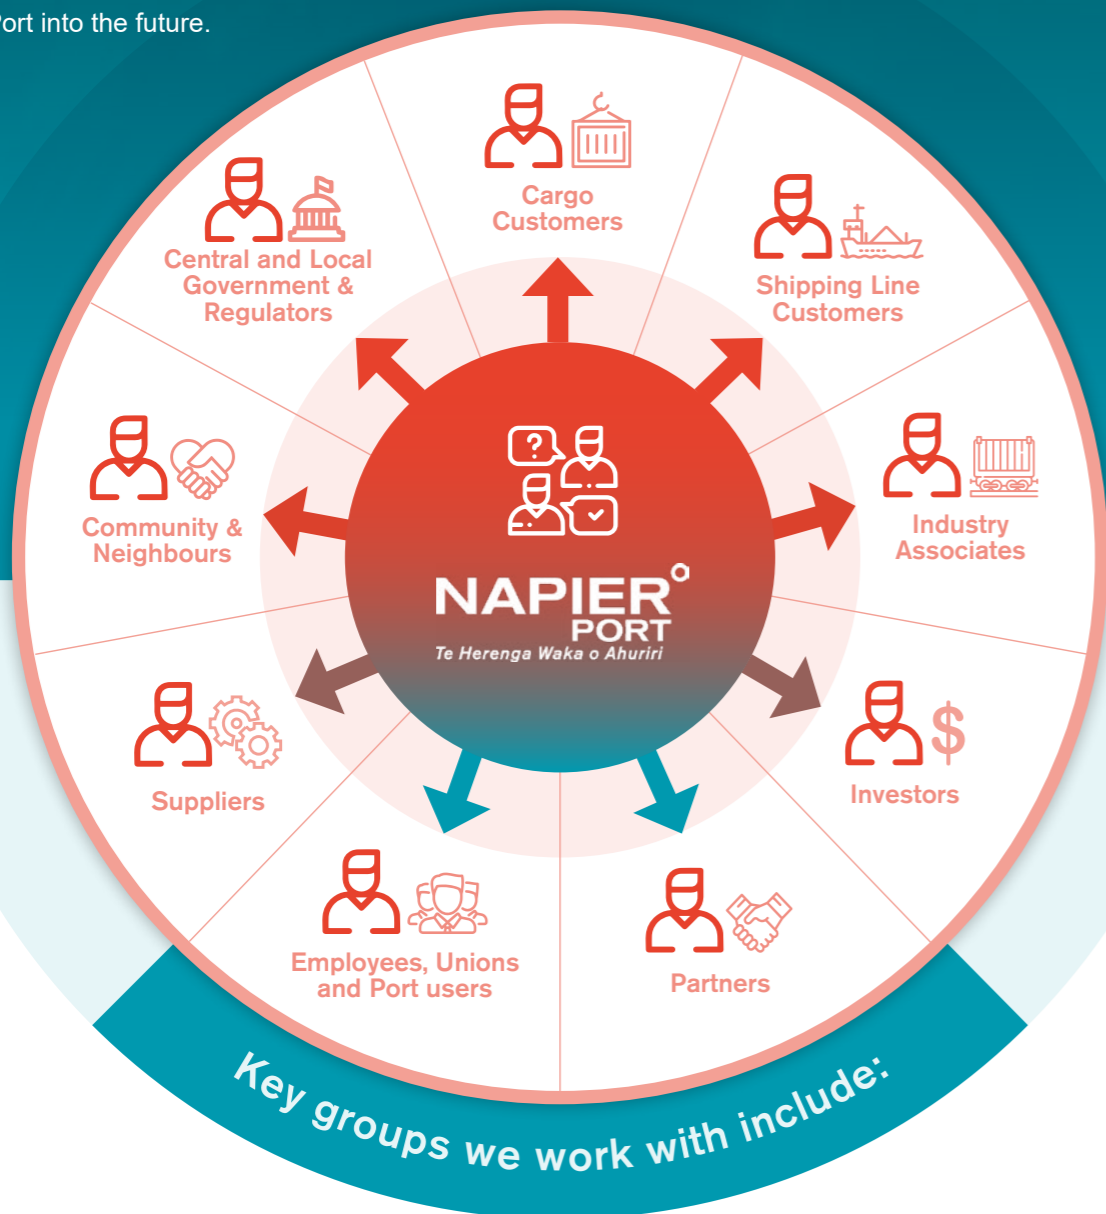 Port into the future.
Cargo
Customers
Shipping Line
Customers
Central and Local
Government &
Regulators
Industry
Associates
Community &
Neighbours
?
NAPIER
PORT
Te Herenga Waka o Ahuriri
Investors
$
Suppliers
Partners
Employees, Unions
and Port users
Key groups we work with include: